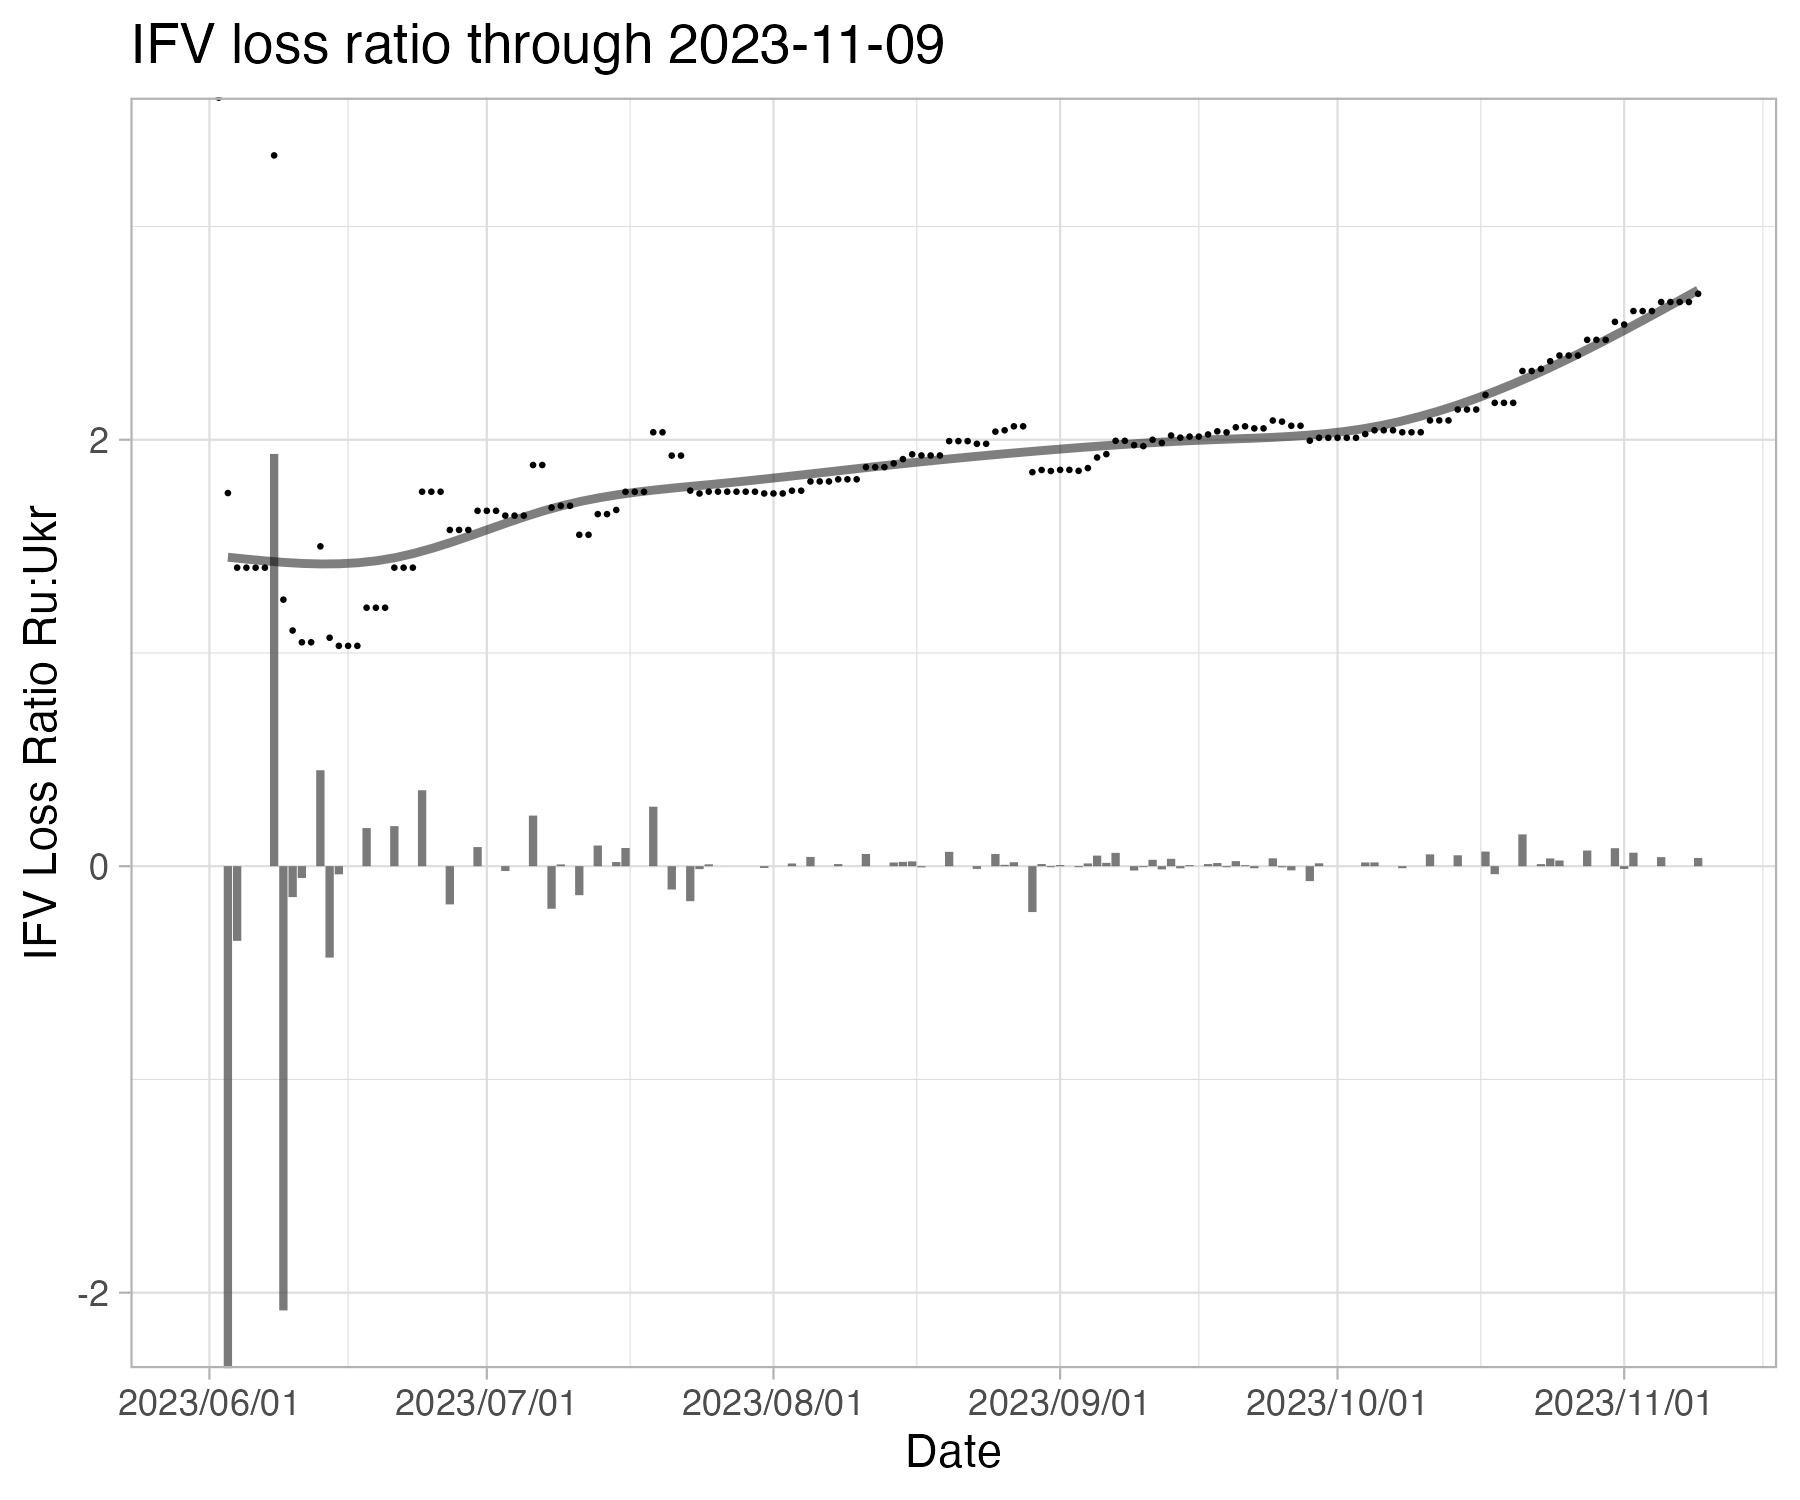 IFV loss ratio through 2023-11-09
IFV Loss Ratio Ru:Ukr
2
0
-2
2023/06/01 2023/07/01 2023/08/01 2023/09/01 2023/10/01 2023/11/01
Date